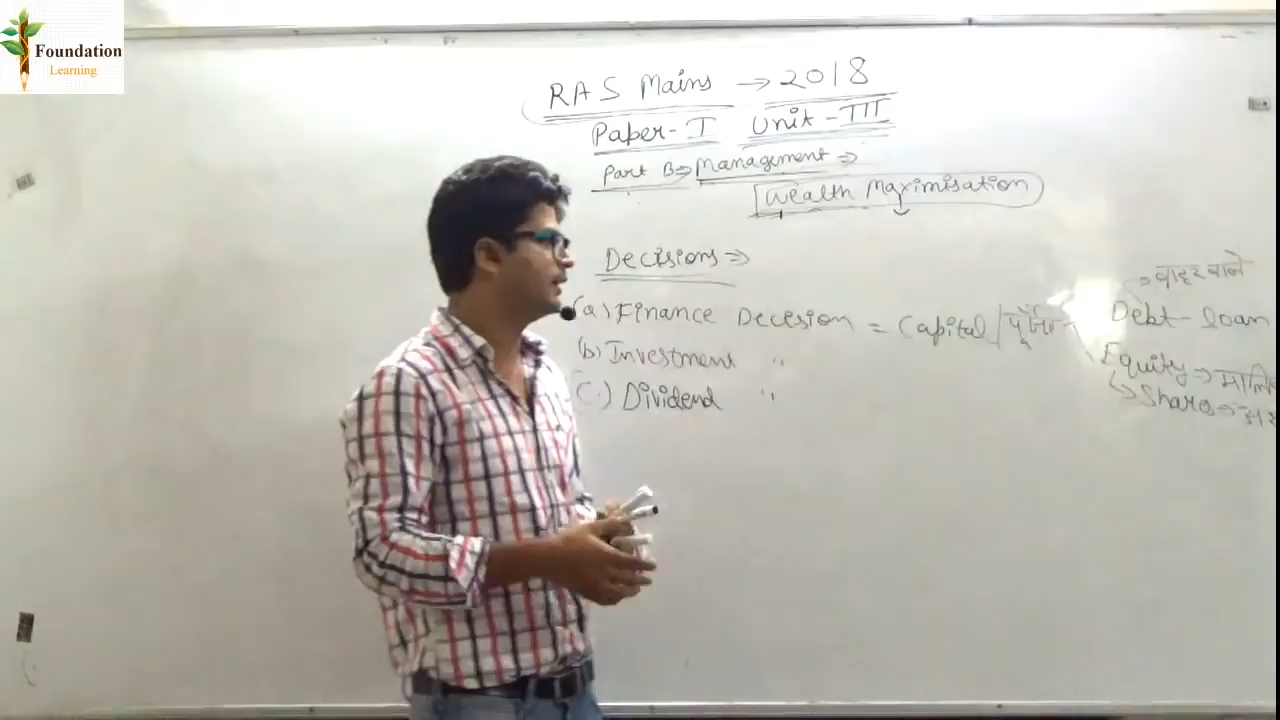 Foundation
Learning
RAS Mains → 2018
Paper-I Unit-III
Part B ⇒ Management ⇒
Wealth Maximisation
Decisions ⇒
(a) Finance Decision = Capital | पूँजी
(b) Investment "
(c) Dividend "
→ बाहर वाले
Debt - loan
Equity →
↳ Shares →